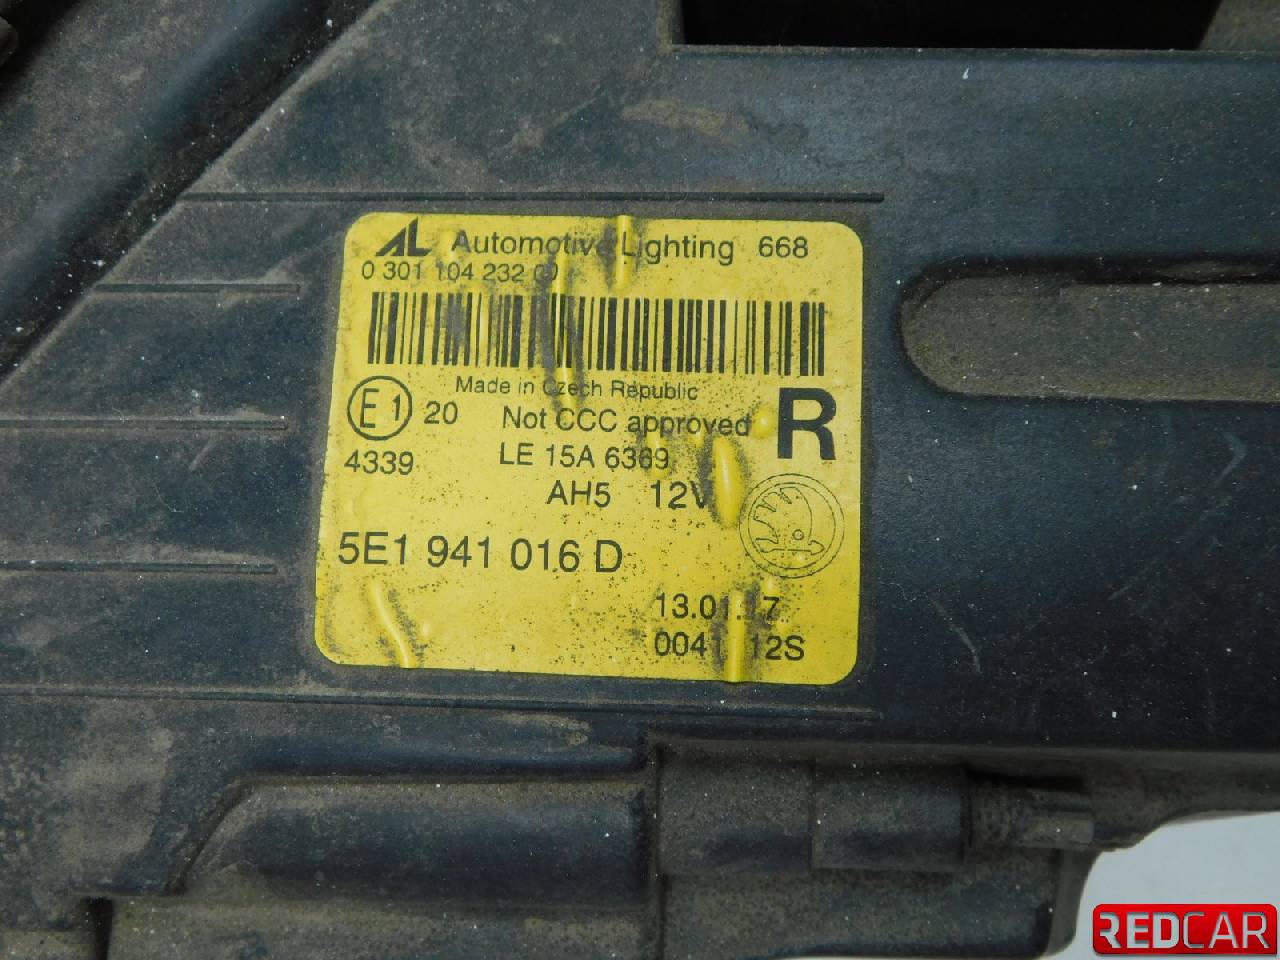 AL Automotive Lighting 668
0 301 104 232
Made in Czech Republic
E1 20 Not CCC approved R
4339 LE 15A 6369
AH5 12V
5E1 941 016 D
12S
REDCAR